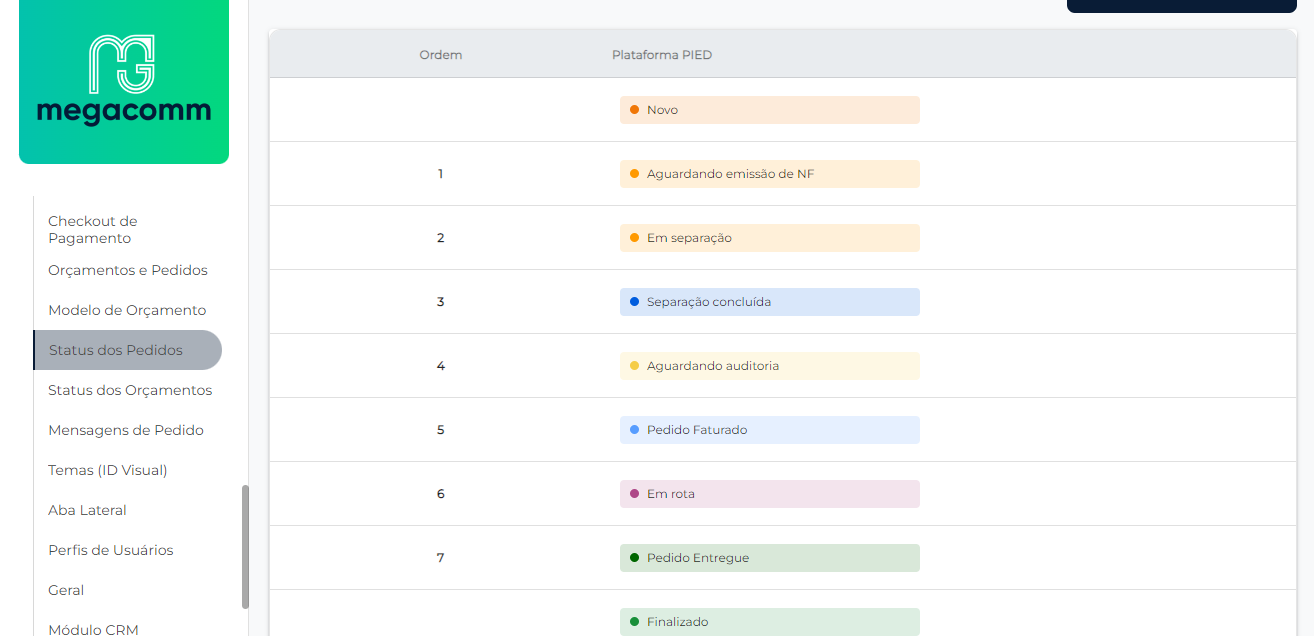 megacomm
Checkout de
Pagamento
Orçamentos e Pedidos
Modelo de Orçamento
Status dos Pedidos
Status dos Orçamentos
Mensagens de Pedido
Temas (ID Visual)
Aba Lateral
Perfis de Usuários
Geral
Módulo CRM
Ordem Plataforma PIED
Novo
1 Aguardando emissão de NF
2 Em separação
3 Separação concluída
4 Aguardando auditoria
5 Pedido Faturado
6 Em rota
7 Pedido Entregue
Finalizado